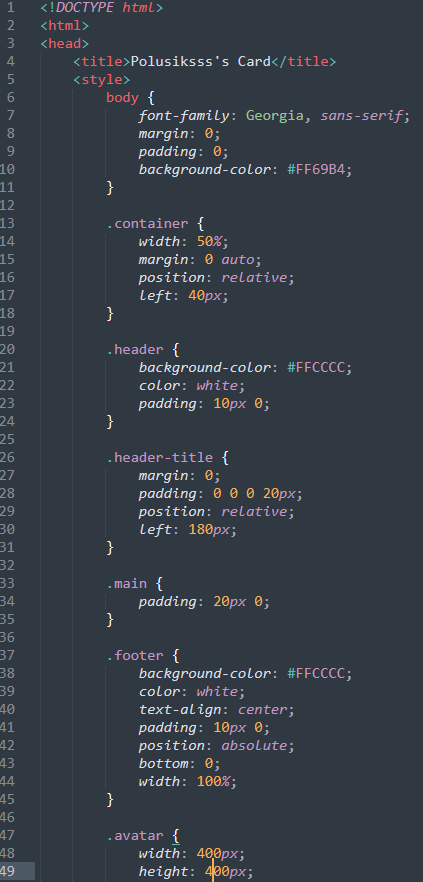 1 <!DOCTYPE html>
2 <html>
3 <head>
4 <title>Polusiksss's Card</title>
5 <style>
6 body {
7 font-family: Georgia, sans-serif;
8 margin: 0;
9 padding: 0;
10 background-color: #FF69B4;
11 }
12
13 .container {
14 width: 50%;
15 margin: 0 auto;
16 position: relative;
17 left: 40px;
18 }
19
20 .header {
21 background-color: #FFCCCC;
22 color: white;
23 padding: 10px 0;
24 }
25
26 .header-title {
27 margin: 0;
28 padding: 0 0 0 20px;
29 position: relative;
30 left: 180px;
31 }
32
33 .main {
34 padding: 20px 0;
35 }
36
37 .footer {
38 background-color: #FFCCCC;
39 color: white;
40 text-align: center;
41 padding: 10px 0;
42 position: absolute;
43 bottom: 0;
44 width: 100%;
45 }
46
47 .avatar {
48 width: 400px;
49 height: 400px;